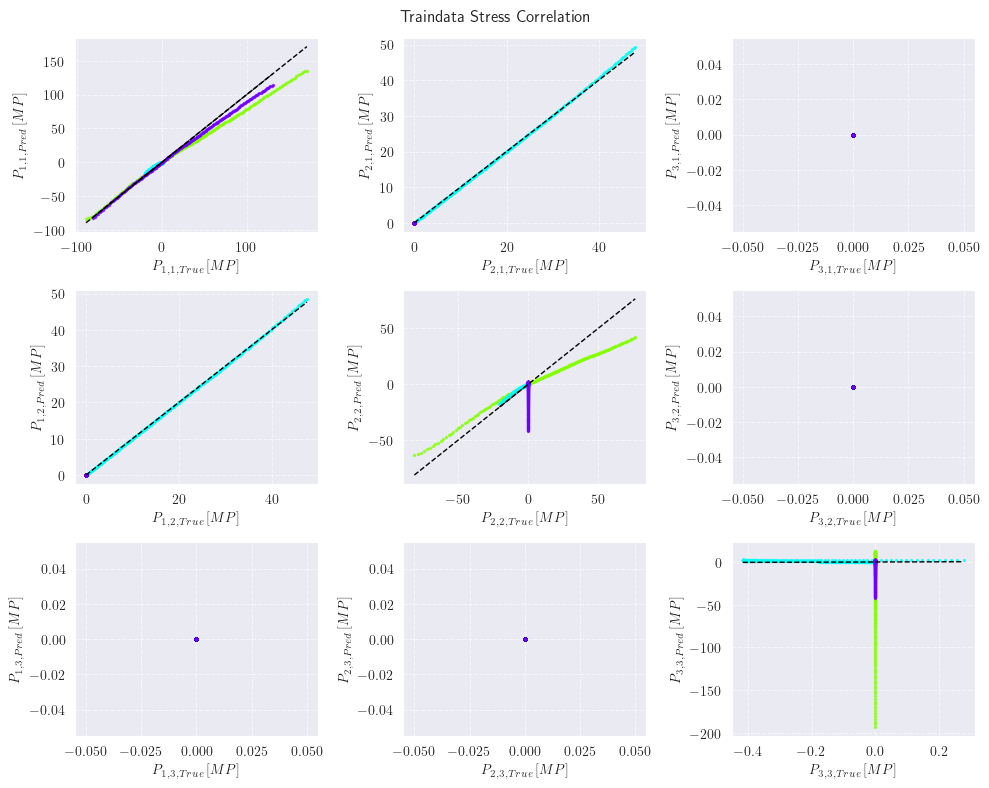 Traindata Stress Correlation
P1,1,Pred [MP]
150
100
50
0
−50
−100
−100 0 100
P1,1,True[MP]
P2,1,Pred [MP]
50
40
30
20
10
0
0 20 40
P2,1,True[MP]
P3,1,Pred [MP]
0.04
0.02
0.00
−0.02
−0.04
−0.050 −0.025 0.000 0.025 0.050
P3,1,True[MP]
P1,2,Pred [MP]
50
40
30
20
10
0
0 20 40
P1,2,True[MP]
P2,2,Pred [MP]
50
0
−50
−50 0 50
P2,2,True[MP]
P3,2,Pred [MP]
0.04
0.02
0.00
−0.02
−0.04
−0.050 −0.025 0.000 0.025 0.050
P3,2,True[MP]
P1,3,Pred [MP]
0.04
0.02
0.00
−0.02
−0.04
−0.050 −0.025 0.000 0.025 0.050
P1,3,True[MP]
P2,3,Pred [MP]
0.04
0.02
0.00
−0.02
−0.04
−0.050 −0.025 0.000 0.025 0.050
P2,3,True[MP]
P3,3,Pred [MP]
0
−50
−100
−150
−200
−0.4 −0.2 0.0 0.2
P3,3,True[MP]